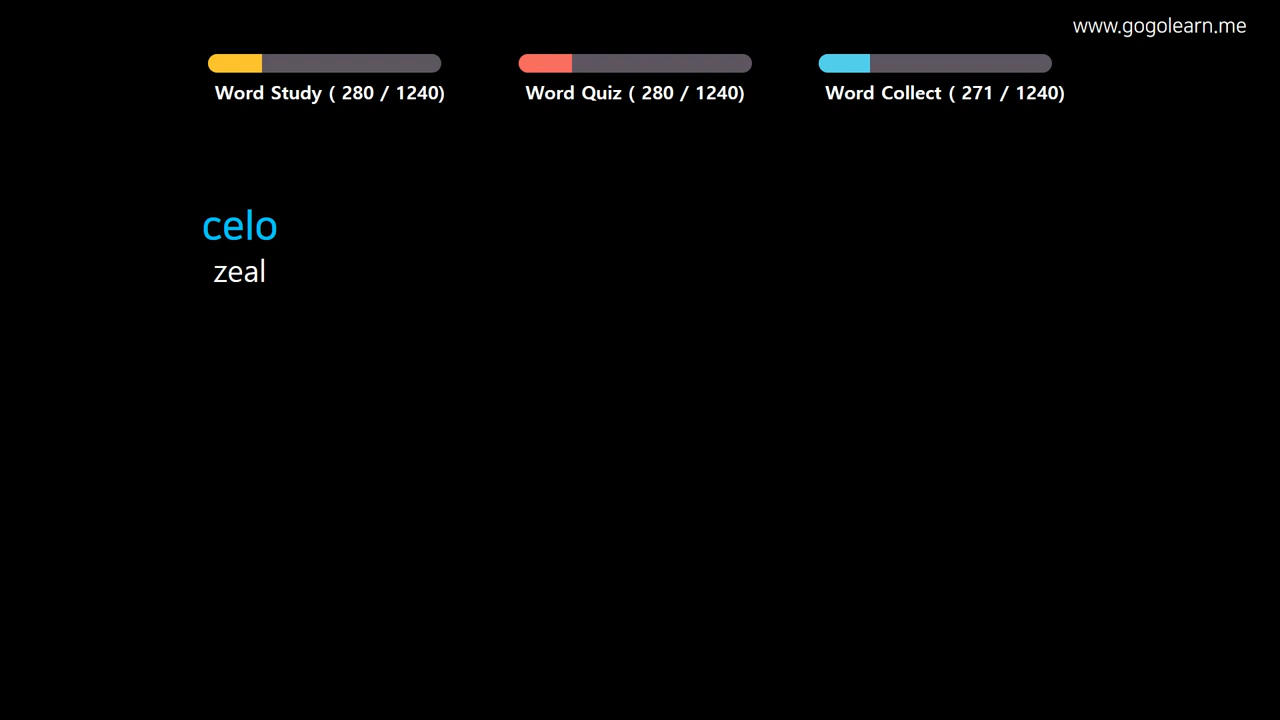 www.gogolearn.me
Word Study ( 280 / 1240)
Word Quiz ( 280 / 1240)
Word Collect ( 271 / 1240)
celo
zeal